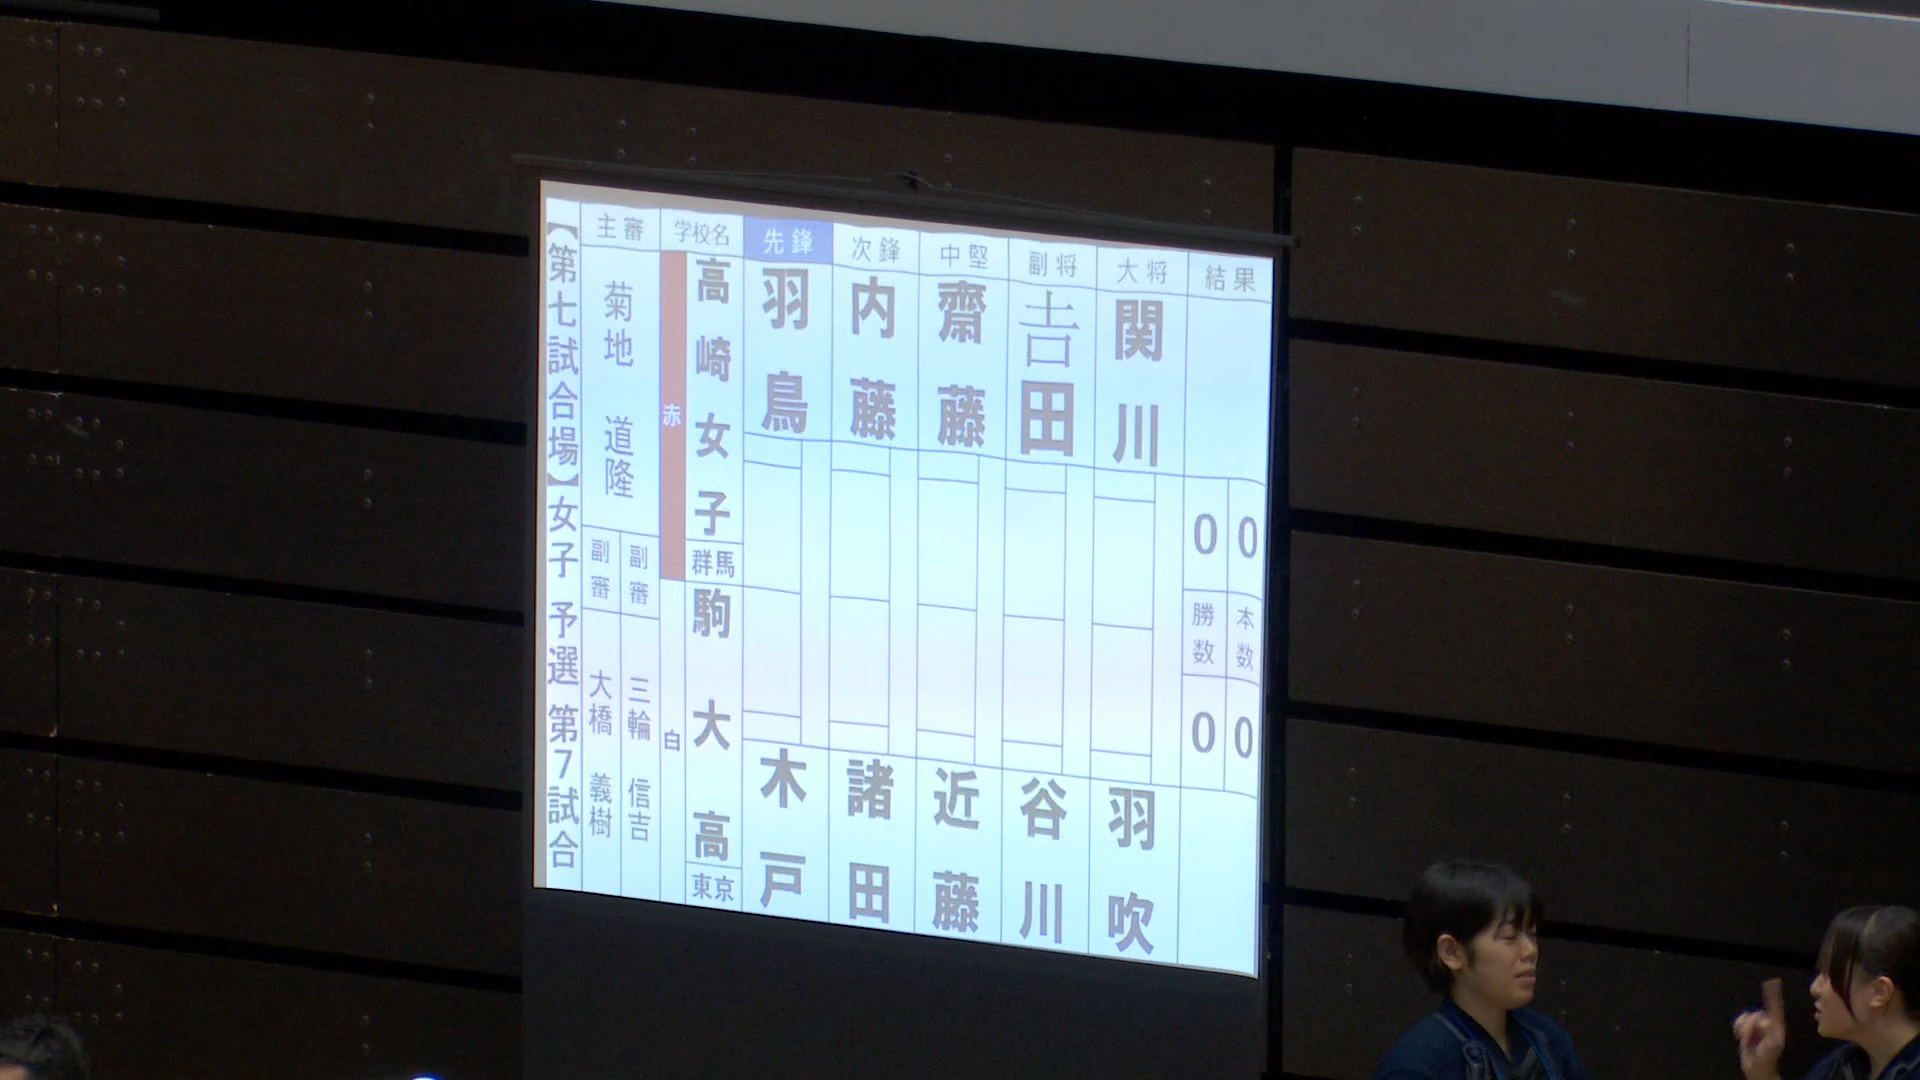 【第七試合場】女子 予選 第7試合
主審
菊地 道隆
副審
大橋 義樹
副審
三輪 信吉
学校名
赤
高崎女子
群馬
白
駒大高
東京
先鋒
羽鳥
木戸
次鋒
内藤
諸田
中堅
齋藤
近藤
副将
𠮷田
谷川
大将
関川
羽吹
結果
0 0
勝数 本数
0 0